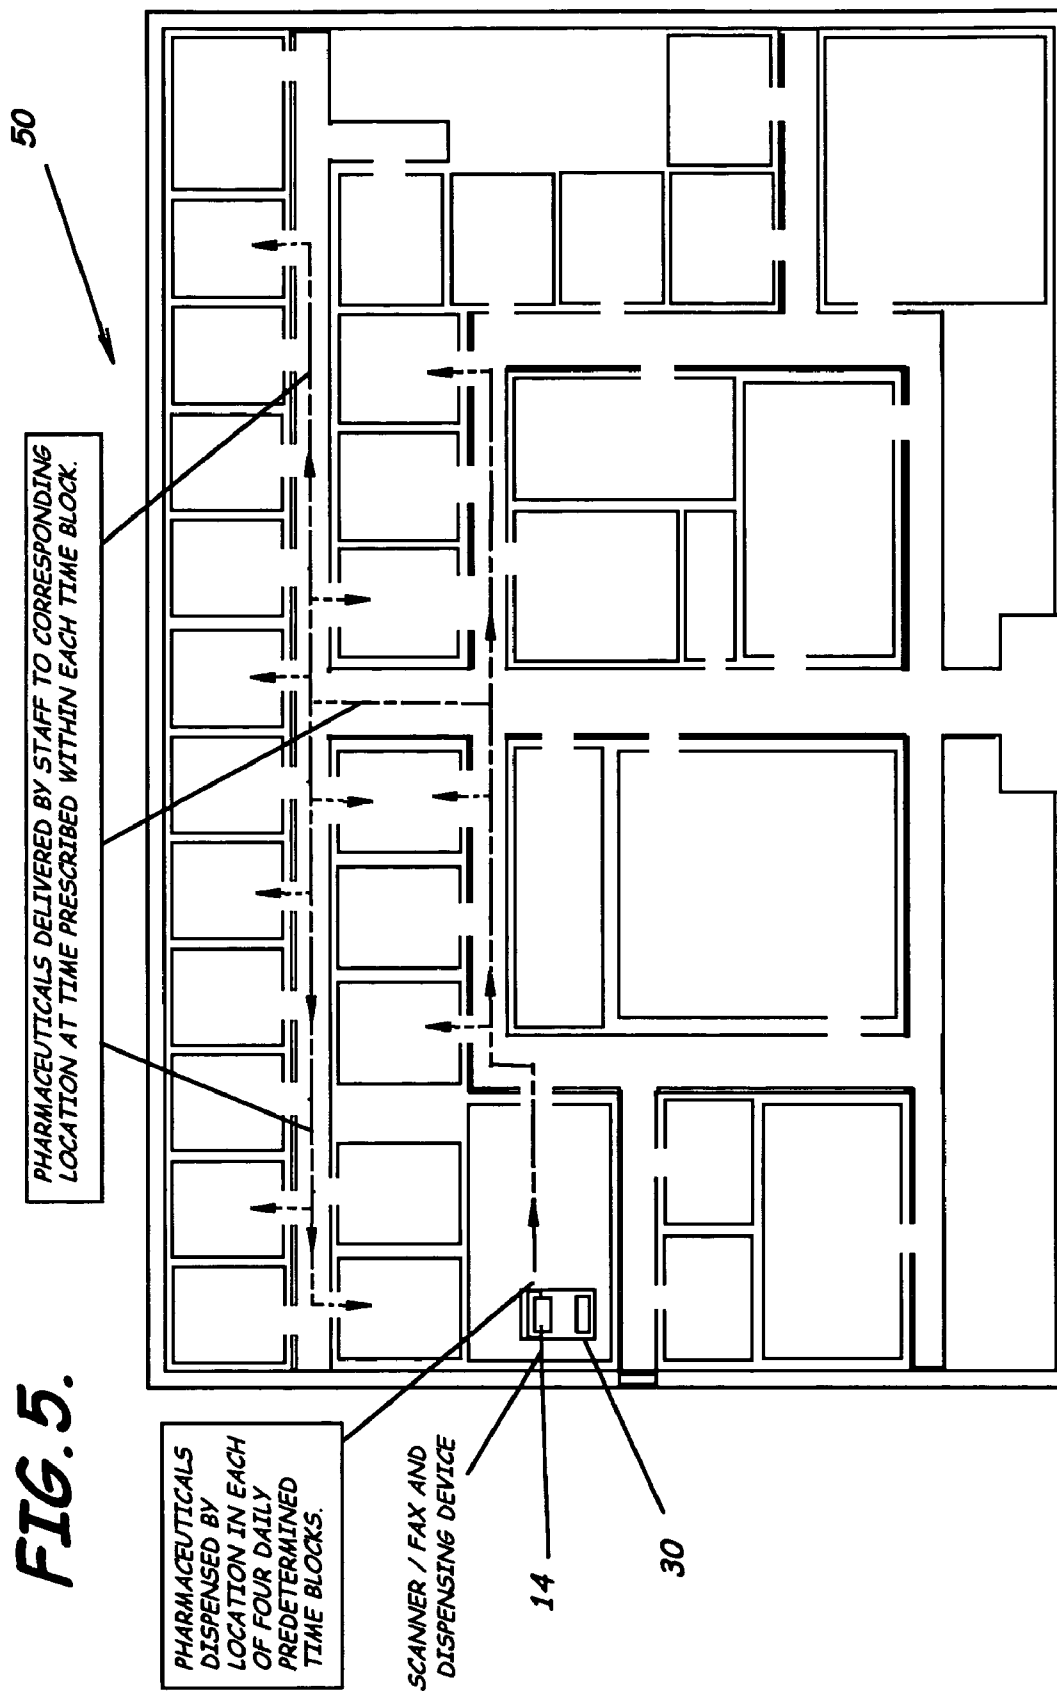 FIG. 5.
50
PHARMACEUTICALS DELIVERED BY STAFF TO CORRESPONDING
LOCATION AT TIME PRESCRIBED WITHIN EACH TIME BLOCK.
PHARMACEUTICALS
DISPENSED BY
LOCATION IN EACH
OF FOUR DAILY
PREDETERMINED
TIME BLOCKS.
SCANNER / FAX AND
DISPENSING DEVICE
14
30